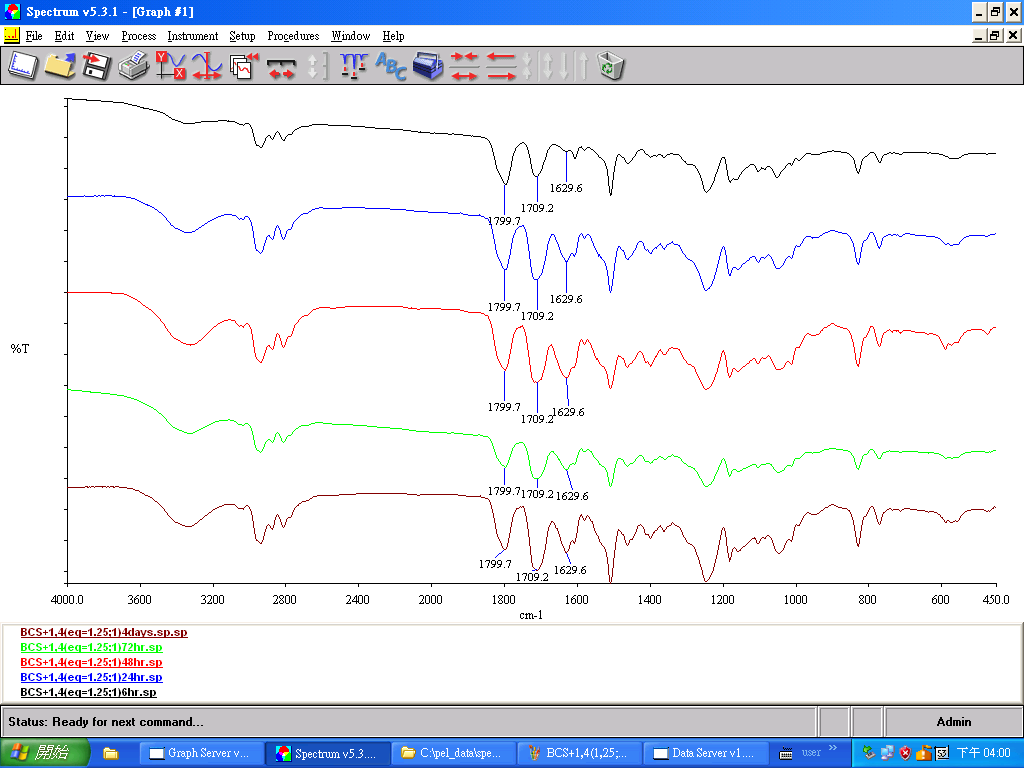 Spectrum v5.3.1 - [Graph #1]
File Edit View Process Instrument Setup Procedures Window Help
Y X ABC
1629.6
1709.2
1799.7
1629.6
1799.7
1709.2
1799.7
1629.6
1709.2
1799.7 1709.2 1629.6
1799.7 1629.6
1709.2
%T
4000.0 3600 3200 2800 2400 2000 1800 1600 1400 1200 1000 800 600 450.0
cm-1
BCS+1,4(eq=1.25;1)4days.sp.sp
BCS+1,4(eq=1.25;1)72hr.sp
BCS+1,4(eq=1.25;1)48hr.sp
BCS+1,4(eq=1.25;1)24hr.sp
BCS+1,4(eq=1.25;1)6hr.sp
Status: Ready for next command... Admin
開始 Graph Server v... Spectrum v5.3.... C:\pel_data\spe... BCS+1,4(1,25;... Data Server v1.... user » 下午 04:00